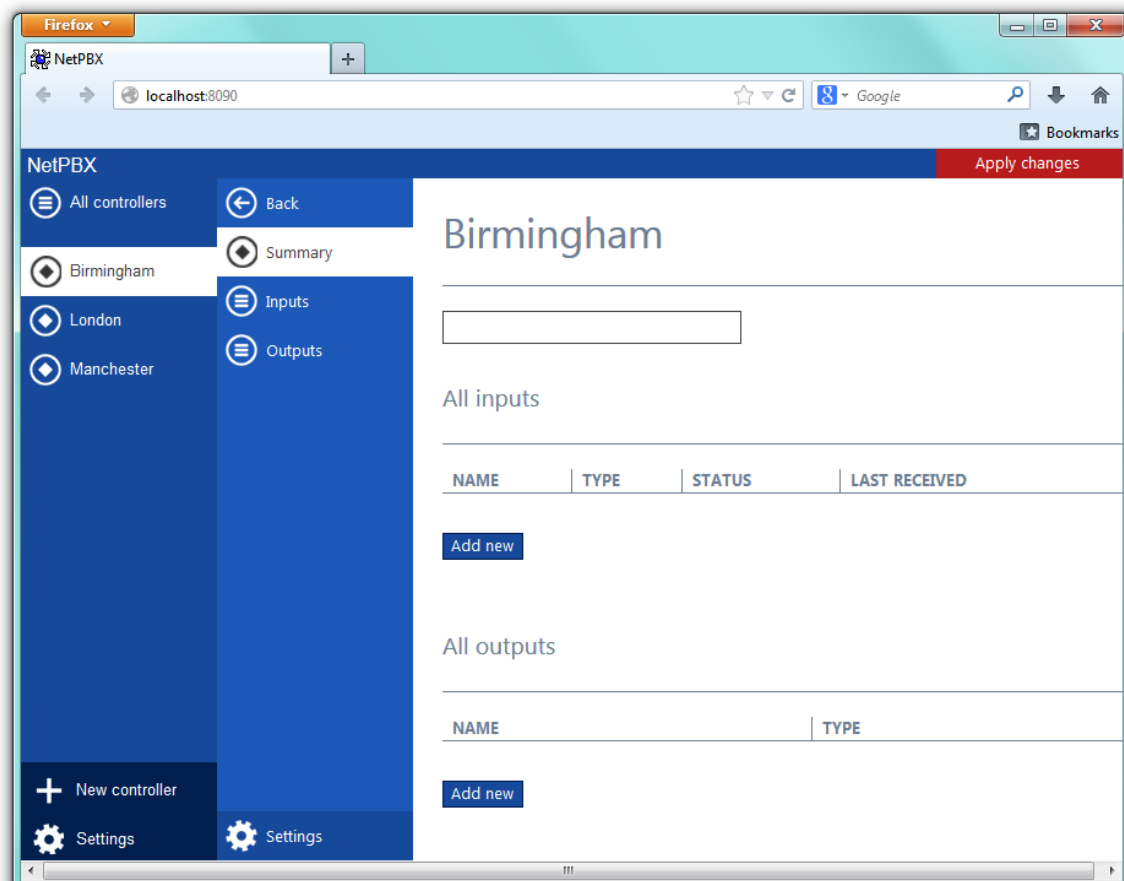 Firefox
NetPBX
localhost:8090
Google
Bookmarks
NetPBX
Apply changes
All controllers
Birmingham
London
Manchester
New controller
Settings
Back
Summary
Inputs
Outputs
Settings
Birmingham
All inputs
NAME TYPE STATUS LAST RECEIVED
Add new
All outputs
NAME TYPE
Add new